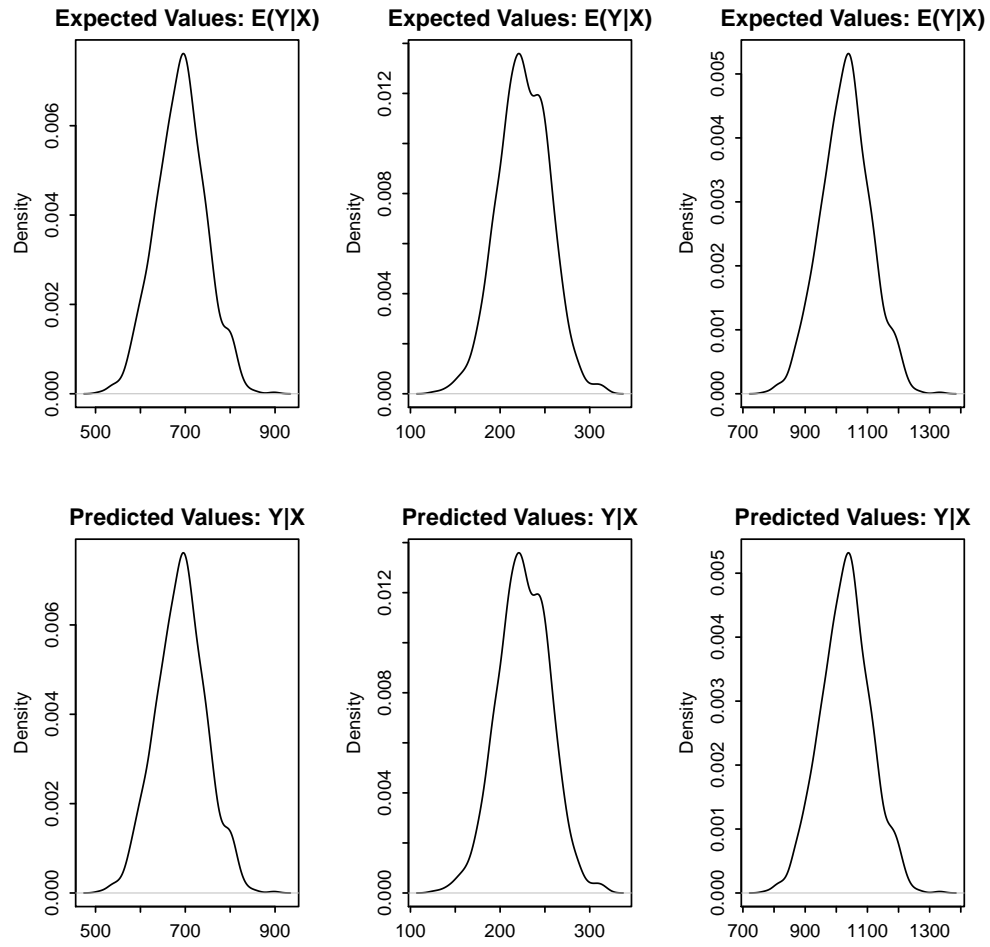 Expected Values: E(Y|X)
Density
0.000 0.002 0.004 0.006
500 700 900
Expected Values: E(Y|X)
Density
0.000 0.004 0.008 0.012
100 200 300
Expected Values: E(Y|X)
Density
0.000 0.001 0.002 0.003 0.004 0.005
700 900 1100 1300
Predicted Values: Y|X
Density
0.000 0.002 0.004 0.006
500 700 900
Predicted Values: Y|X
Density
0.000 0.004 0.008 0.012
100 200 300
Predicted Values: Y|X
Density
0.000 0.001 0.002 0.003 0.004 0.005
700 900 1100 1300